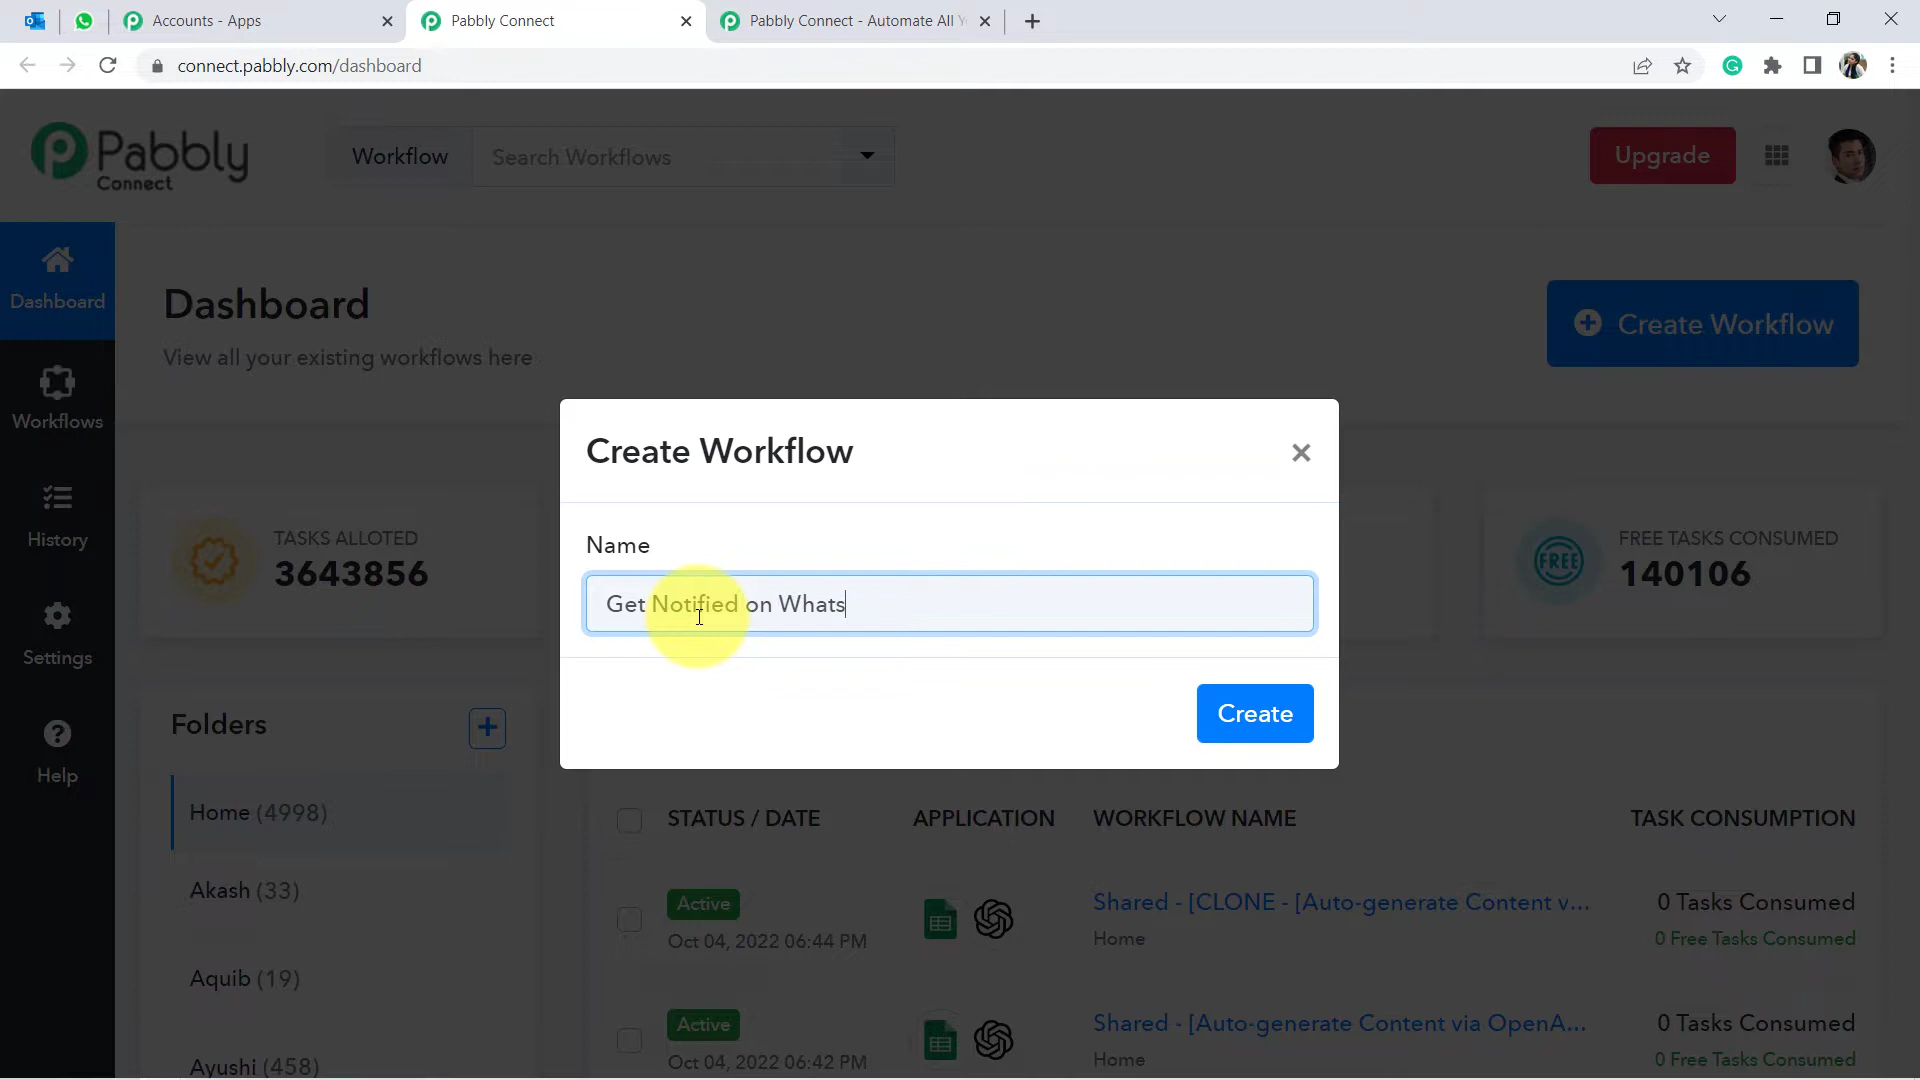 Accounts - Apps
Pabbly Connect
Pabbly Connect - Automate All Y
connect.pabbly.com/dashboard
Pabbly
Connect
Workflow
Search Workflows
Upgrade
Dashboard
Dashboard
View all your existing workflows here
Create Workflow
Workflows
History
Settings
Help
Create Workflow
Name
Get Notified on Whats
Create
TASKS ALLOTED
3643856
FREE
FREE TASKS CONSUMED
140106
Folders
Home (4998)
Akash (33)
Aquib (19)
Ayushi (458)
STATUS / DATE APPLICATION WORKFLOW NAME TASK CONSUMPTION
Active
Oct 04, 2022 06:44 PM
Shared - [CLONE - [Auto-generate Content v...
Home
0 Tasks Consumed
0 Free Tasks Consumed
Active
Oct 04, 2022 06:42 PM
Shared - [Auto-generate Content via OpenA...
Home
0 Tasks Consumed
0 Free Tasks Consumed